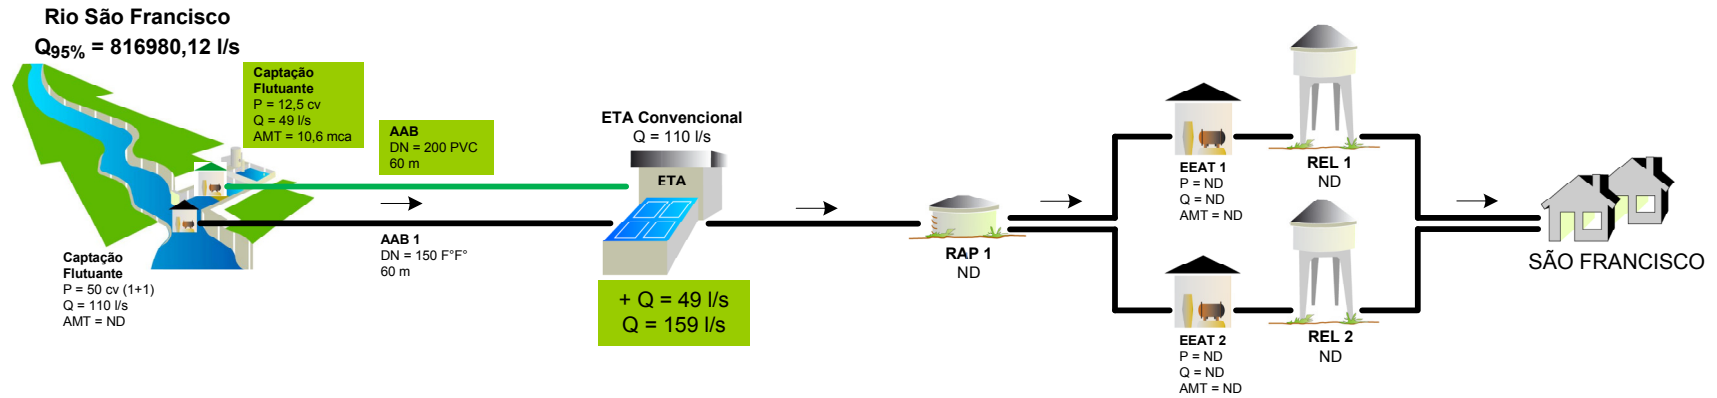 Rio São Francisco
Q95% = 816980,12 l/s
Captação
Flutuante
P = 12,5 cv
Q = 49 l/s
AMT = 10,6 mca
AAB
DN = 200 PVC
60 m
ETA Convencional
Q = 110 l/s
ETA
AAB 1
DN = 150 F°F°
60 m
Captação
Flutuante
P = 50 cv (1+1)
Q = 110 l/s
AMT = ND
+ Q = 49 l/s
Q = 159 l/s
RAP 1
ND
EEAT 1
P = ND
Q = ND
AMT = ND
REL 1
ND
EEAT 2
P = ND
Q = ND
AMT = ND
REL 2
ND
SÃO FRANCISCO